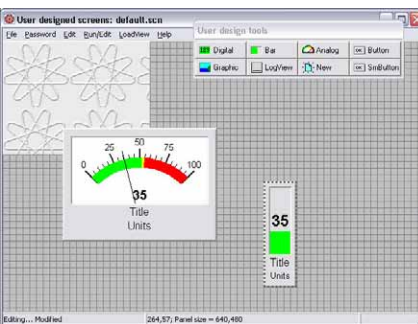 User designed screens: default.scn
File Password Edit Run/Edit Loadview Help
User design tools
Digital Bar Analog OK Button
Graphic LogView New OK SmButton
0 25 50 75 100
35
Title
Units
35
Title
Units
Editing... Modified 264,57; Panel size = 640,480